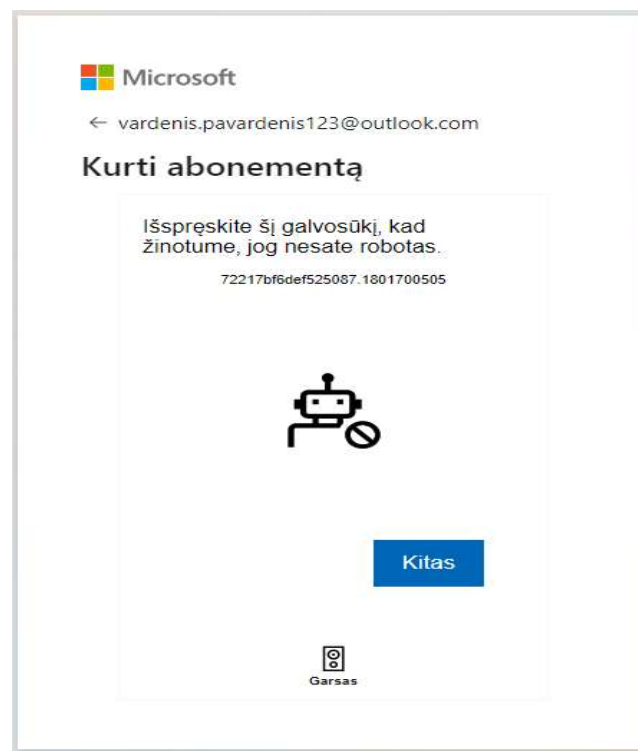 Microsoft
← vardenis.pavardenis123@outlook.com
Kurti abonementą
Išspręskite šį galvosūkį, kad
žinotume, jog nesate robotas.
72217bf6def525087.1801700505
Kitas
Garsas